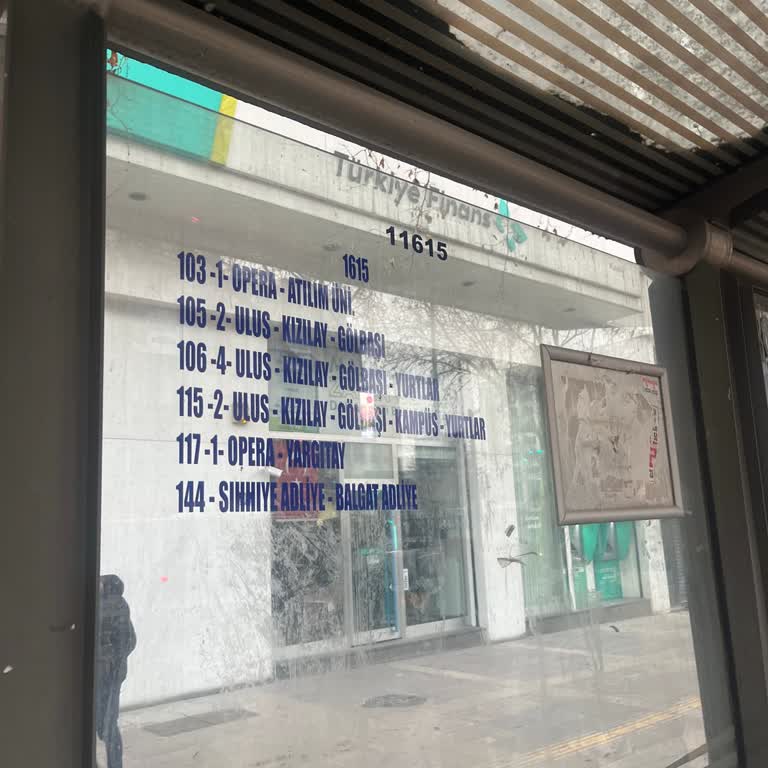 Türkiye Finans
11615
1615
103 -1- OPERA - ATILIM ÜNİ.
105 -2- ULUS - KIZILAY - GÖLBAŞI
106 -4- ULUS - KIZILAY - GÖLBAŞI - YURTLAR
115 -2- ULUS - KIZILAY - GÖLBAŞI - KAMPÜS - YURTLAR
117 -1- OPERA - YARGITAY
144 - SIHHIYE ADLİYE - BALGAT ADLİYE